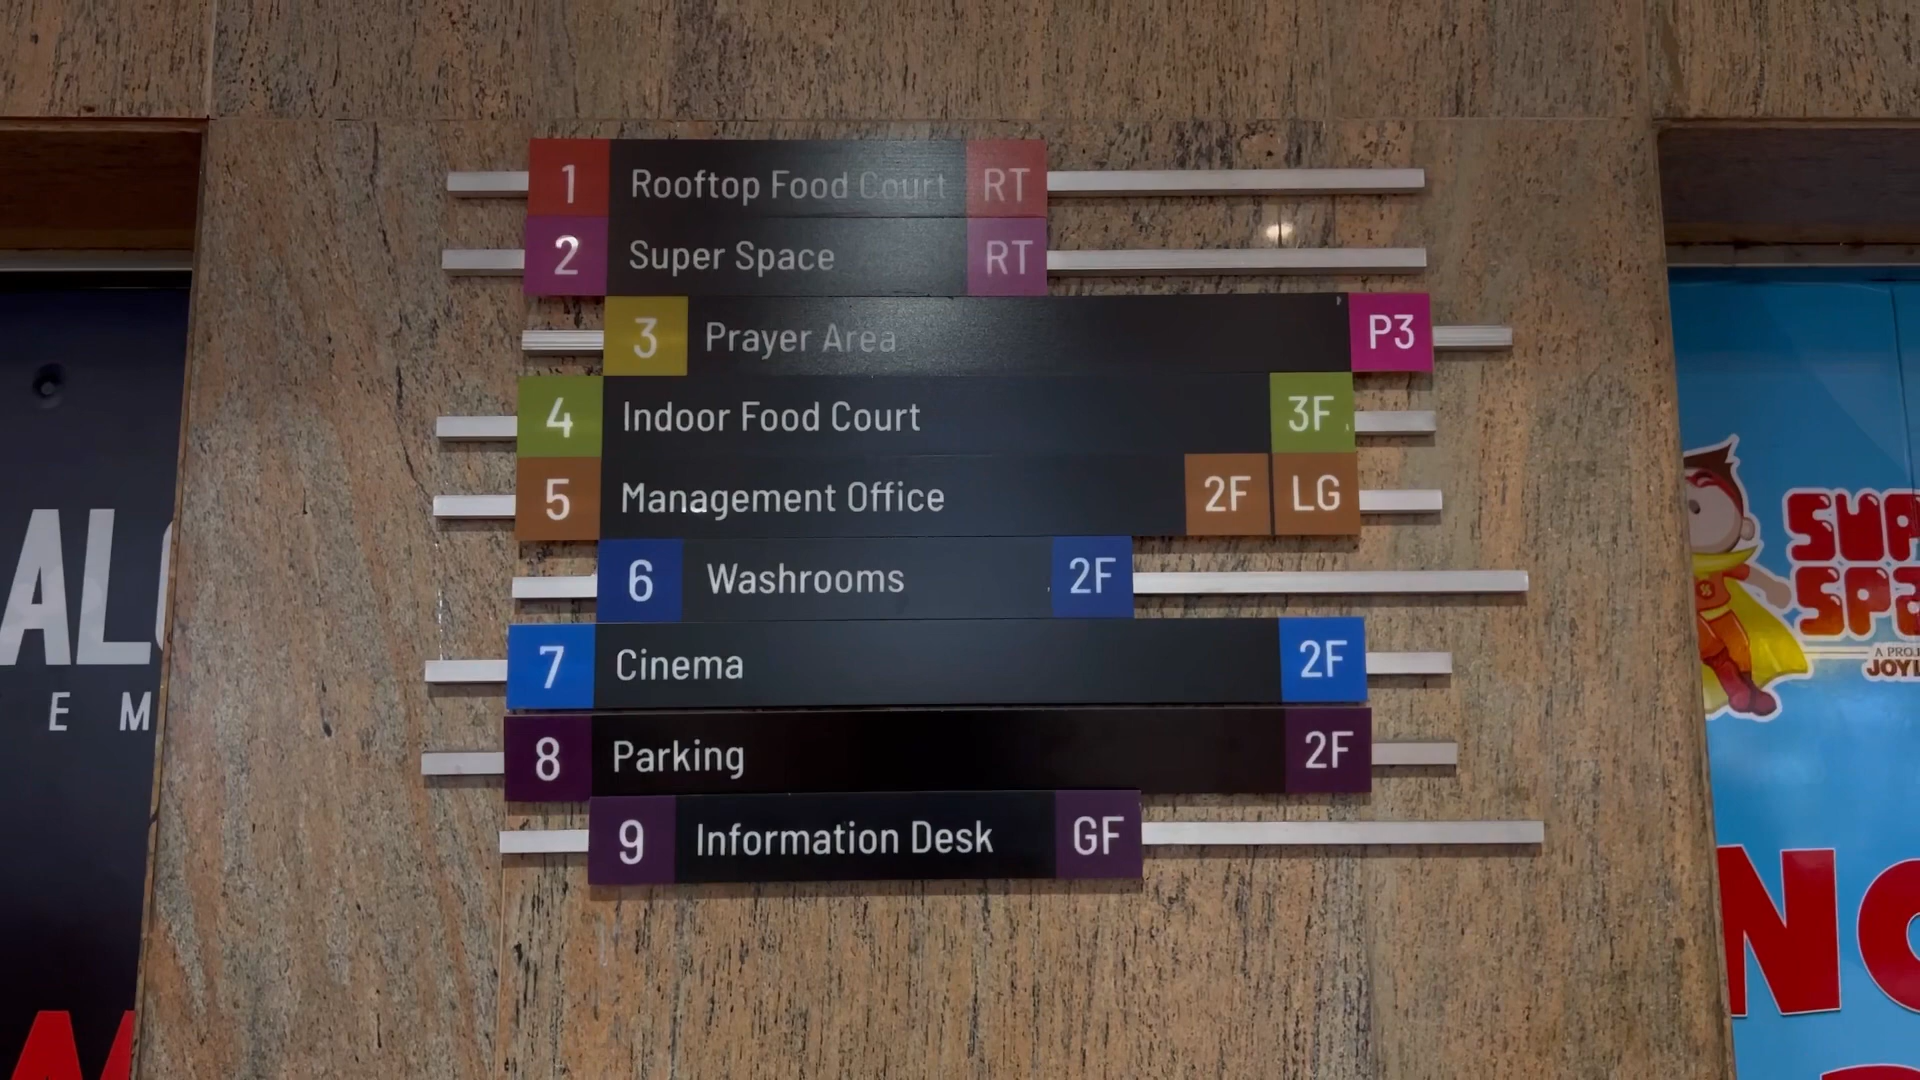 1 Rooftop Food Court RT
2 Super Space RT
3 Prayer Area P3
4 Indoor Food Court 3F
5 Management Office 2F LG
6 Washrooms 2F
7 Cinema 2F
8 Parking 2F
9 Information Desk GF